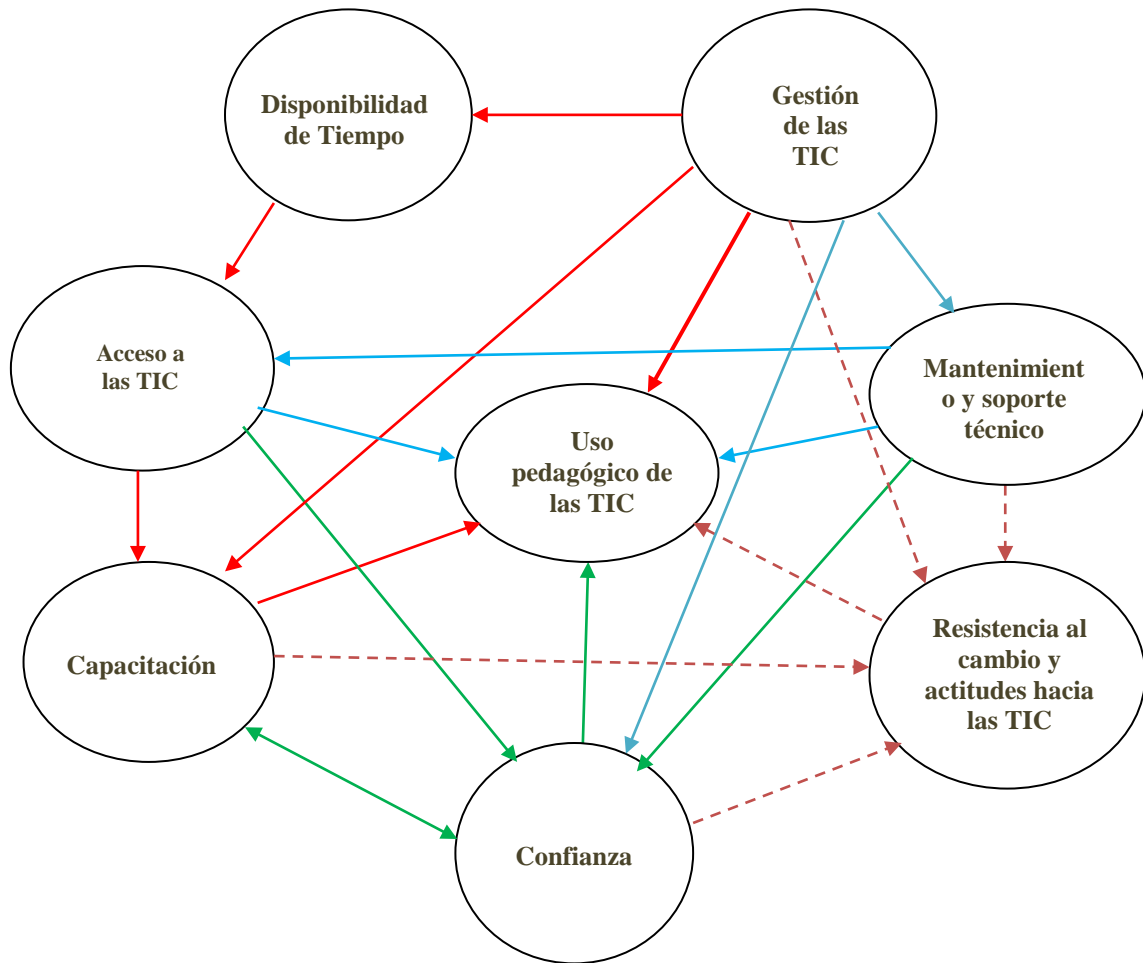 Disponibilidad
de Tiempo
Gestión
de las
TIC
Acceso a
las TIC
Mantenimient
o y soporte
técnico
Uso
pedagógico de
las TIC
Capacitación
Resistencia al
cambio y
actitudes hacia
las TIC
Confianza